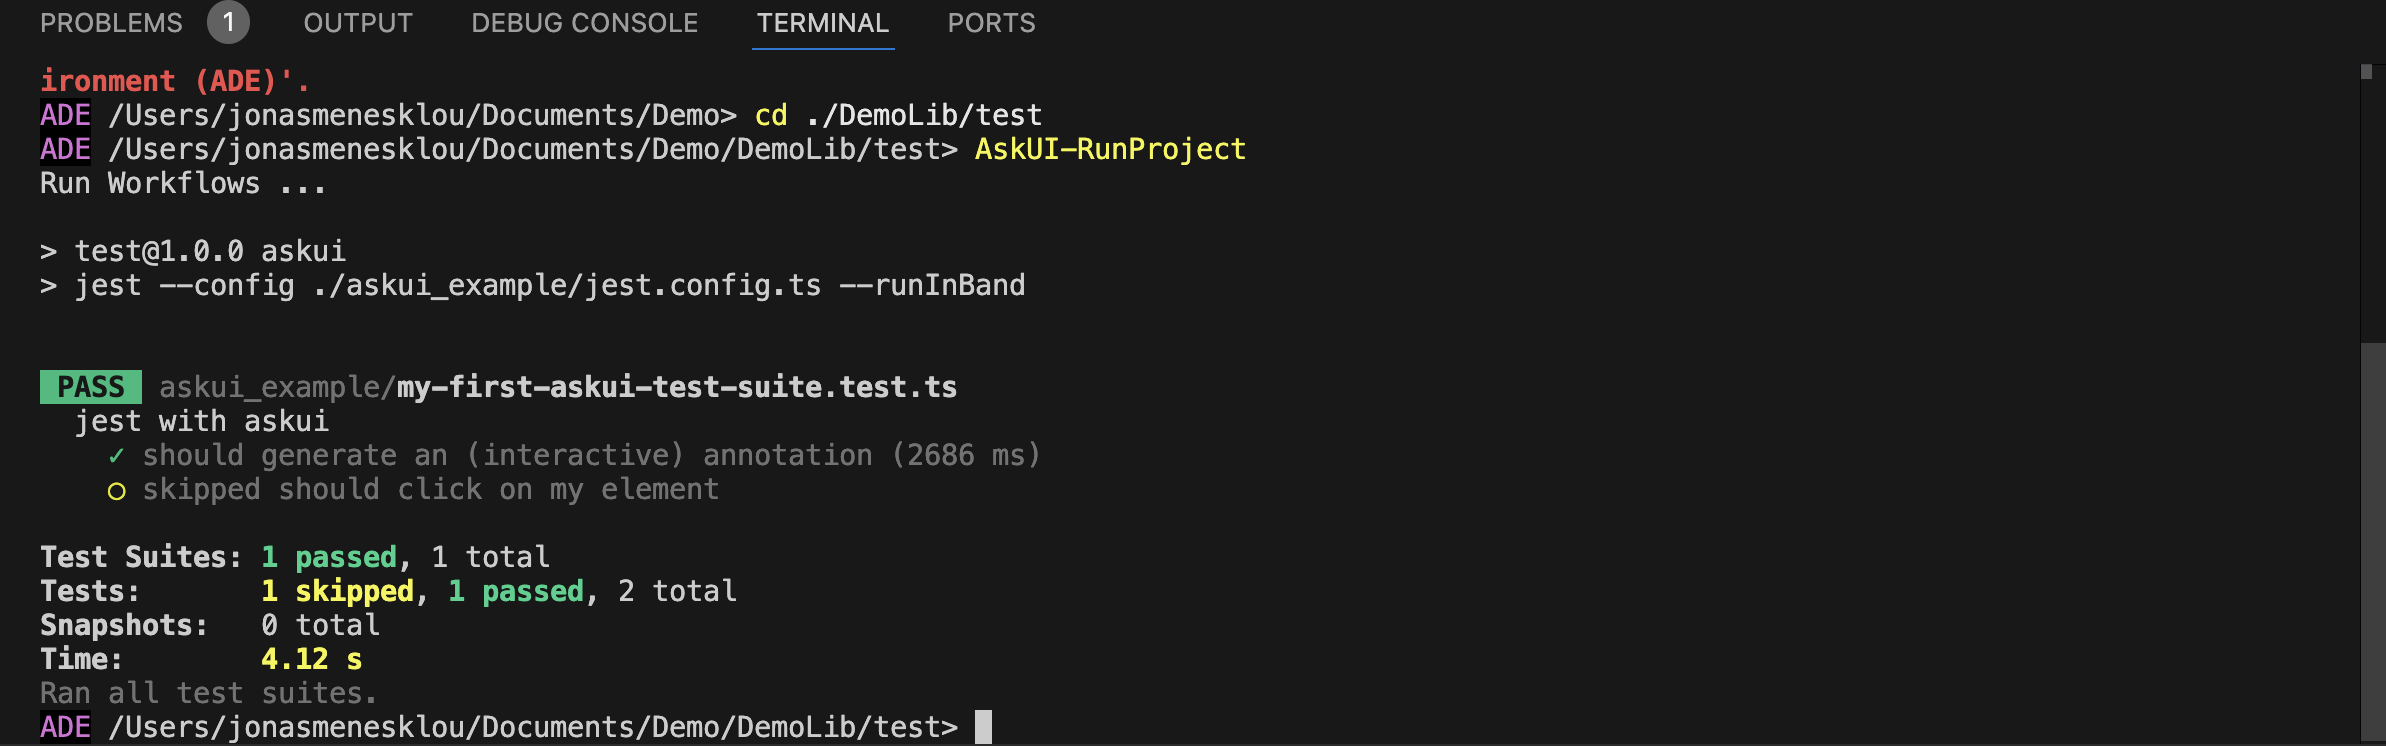 PROBLEMS 1 OUTPUT DEBUG CONSOLE TERMINAL PORTS
ironment (ADE)'.
ADE /Users/jonasmenesklou/Documents/Demo> cd ./DemoLib/test
ADE /Users/jonasmenesklou/Documents/Demo/DemoLib/test> AskUI-RunProject
Run Workflows ...
> test@1.0.0 askui
> jest --config ./askui_example/jest.config.ts --runInBand
PASS askui_example/my-first-askui-test-suite.test.ts
jest with askui
✓ should generate an (interactive) annotation (2686 ms)
○ skipped should click on my element
Test Suites: 1 passed, 1 total
Tests: 1 skipped, 1 passed, 2 total
Snapshots: 0 total
Time: 4.12 s
Ran all test suites.
ADE /Users/jonasmenesklou/Documents/Demo/DemoLib/test>